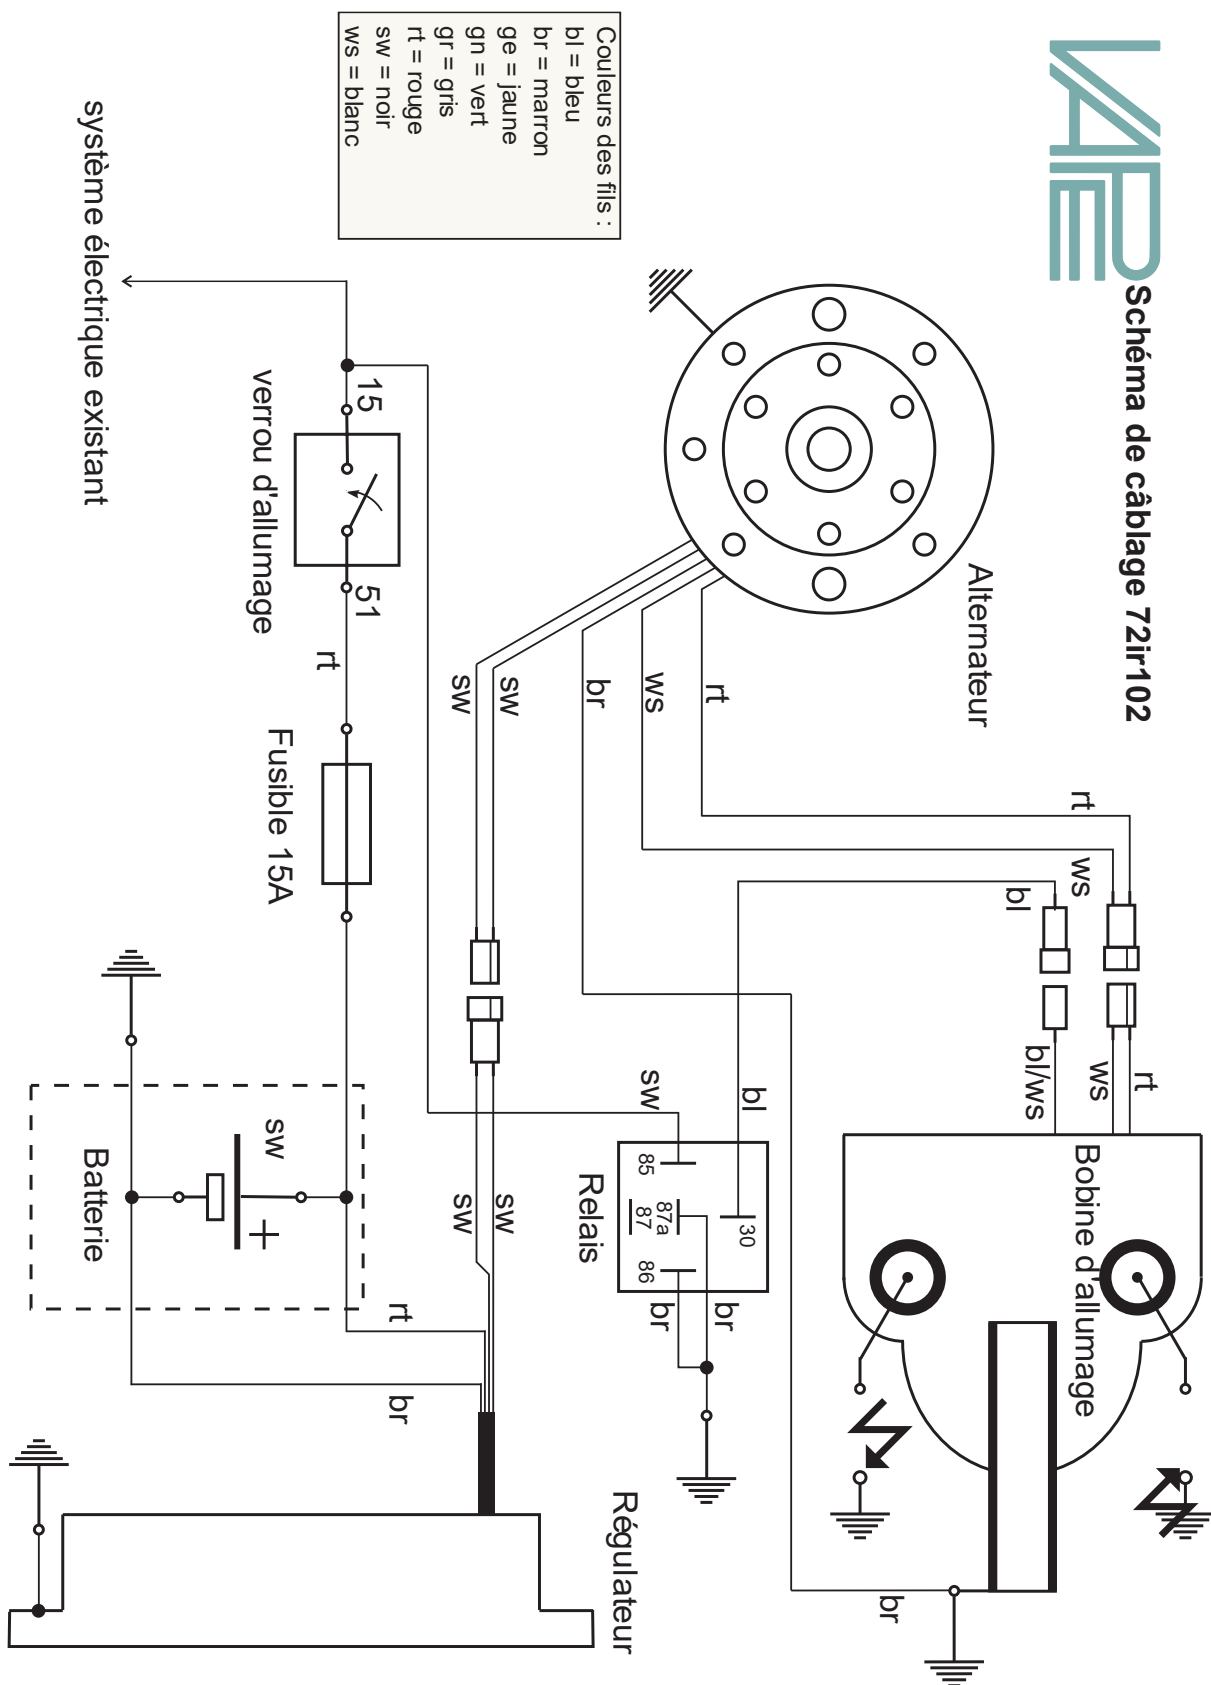 VAPE
Schéma de câblage 72ir102
Couleurs des fils :
bl = bleu
br = marron
ge = jaune
gn = vert
gr = gris
rt = rouge
sw = noir
ws = blanc
Alternateur
rt
ws
br
sw
sw
rt
ws
bl
rt
ws
bl/ws
Bobine d'allumage
bl
sw
30
85
87a
87
86
Relais
br
br
br
système électrique existant
15
51
verrou d'allumage
rt
Fusible 15A
sw
+
Batterie
sw
sw
rt
br
Régulateur